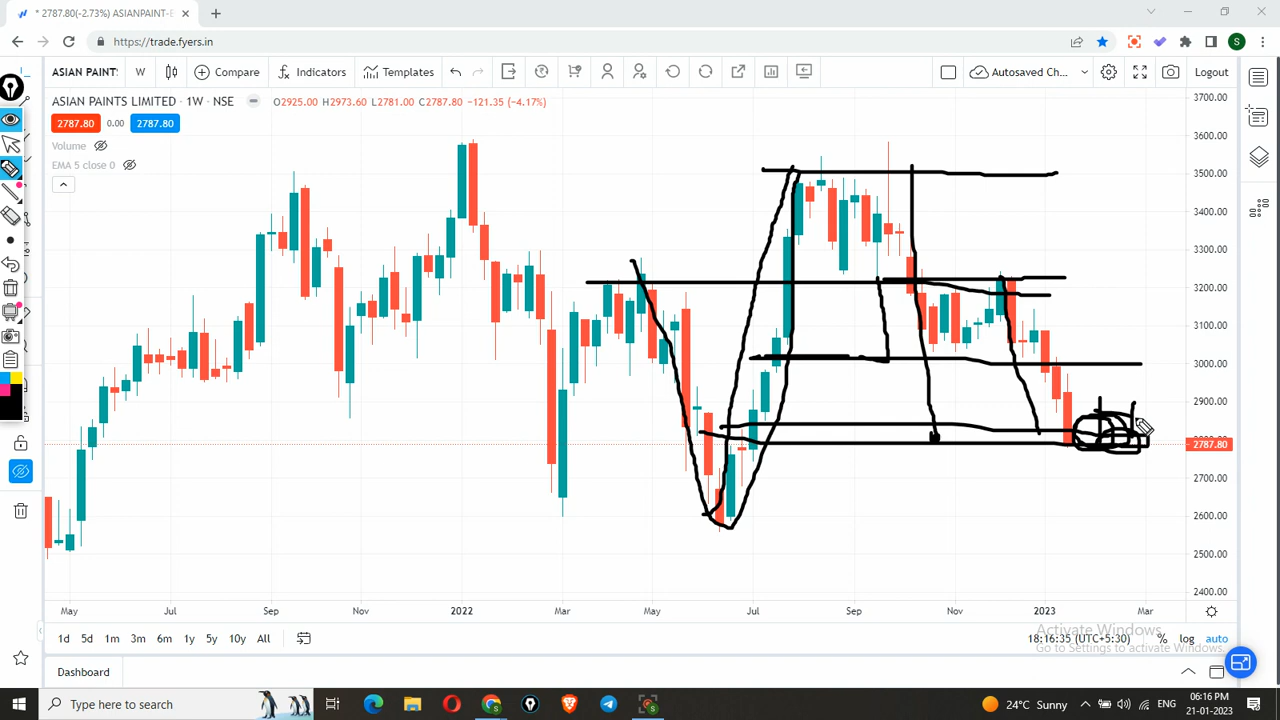 * 2787.80(-2.73%) ASIANPAINT-E
https://trade.fyers.in
S
ASIAN PAINT: W Compare Indicators Templates Autosaved Ch... Logout
ASIAN PAINTS LIMITED · 1W · NSE O2925.00 H2973.60 L2781.00 C2787.80 −121.35 (−4.17%)
2787.80 0.00 2787.80
Volume
EMA 5 close 0
3700.00
3600.00
3500.00
3400.00
3300.00
3200.00
3100.00
3000.00
2900.00
2787.80
2700.00
2600.00
2500.00
2400.00
May Jul Sep Nov 2022 Mar May Jul Sep Nov 2023 Mar
1d 5d 1m 3m 6m 1y 5y 10y All 18:16:35 (UTC+5:30) % log auto
Activate Windows
Go to Settings to activate Windows.
Dashboard
Type here to search
24°C Sunny
ENG
06:16 PM
21-01-2023